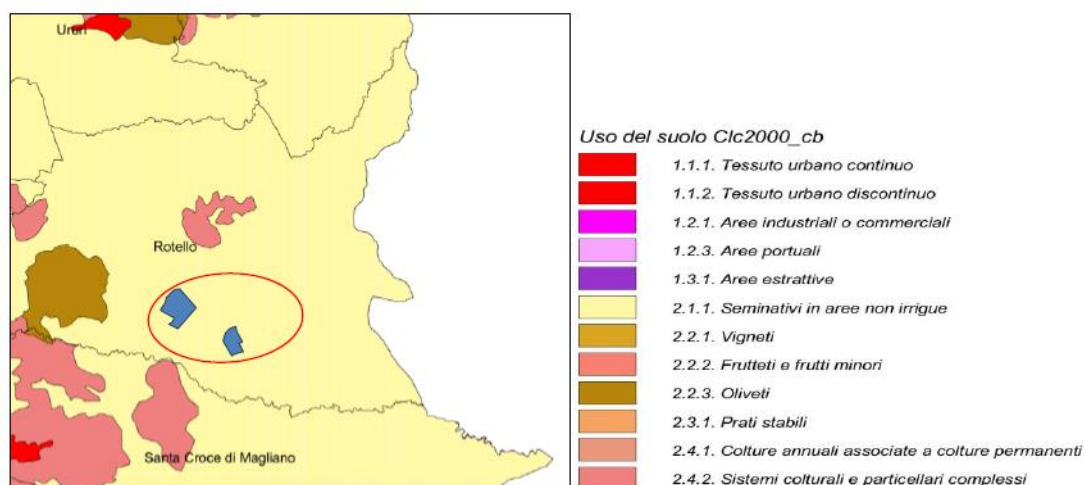 Ururi
Rotello
Santa Croce di Magliano
Uso del suolo Clc2000_cb
1.1.1. Tessuto urbano continuo
1.1.2. Tessuto urbano discontinuo
1.2.1. Aree industriali o commerciali
1.2.3. Aree portuali
1.3.1. Aree estrattive
2.1.1. Seminativi in aree non irrigue
2.2.1. Vigneti
2.2.2. Frutteti e frutti minori
2.2.3. Oliveti
2.3.1. Prati stabili
2.4.1. Colture annuali associate a colture permanenti
2.4.2. Sistemi colturali e particellari complessi